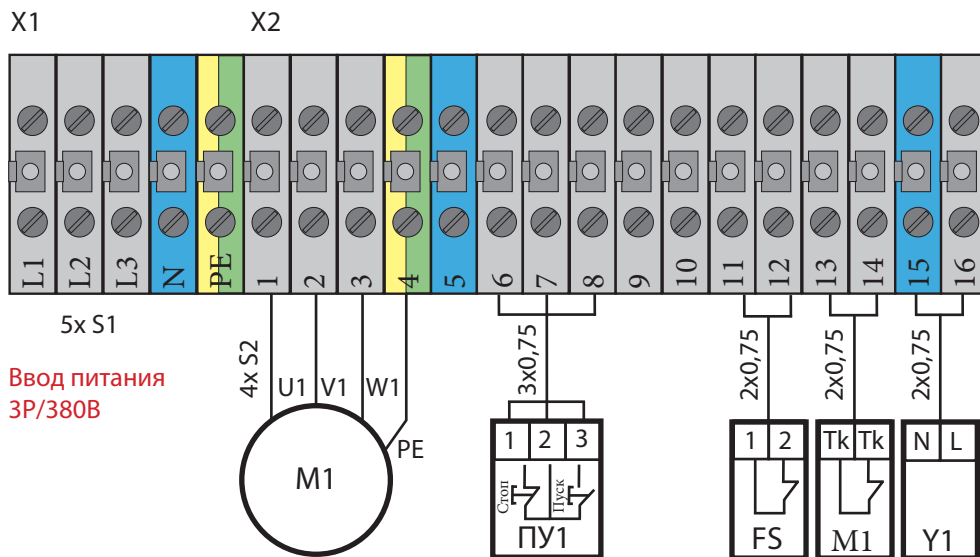 X1 X2
L1 L2 L3 N PE 1 2 3 4 5 6 7 8 9 10 11 12 13 14 15 16
5x S1
Ввод питания
3P/380В
4x S2
U1 V1 W1
PE
M1
3x0,75
1 2 3
Стоп
Пуск
ПУ1
2x0,75
1 2
FS
2x0,75
Tk Tk
M1
2x0,75
N L
Y1